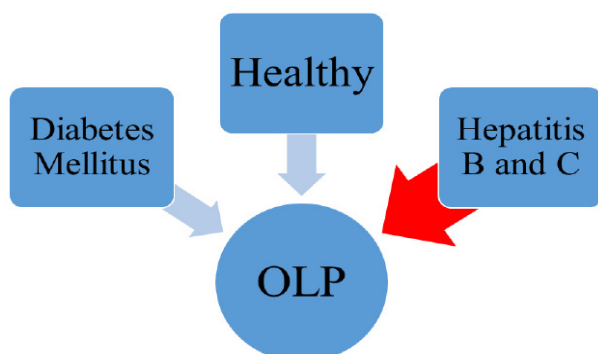 Healthy
Diabetes
Mellitus
Hepatitis
B and C
OLP